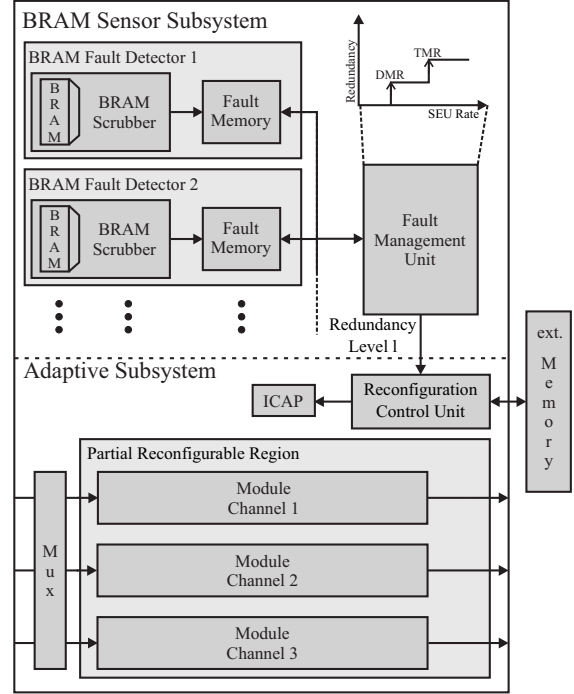 BRAM Sensor Subsystem
BRAM Fault Detector 1
B
R
A
M
BRAM
Scrubber
Fault
Memory
Redundancy
TMR
DMR
SEU Rate
BRAM Fault Detector 2
B
R
A
M
BRAM
Scrubber
Fault
Memory
Fault
Management
Unit
Redundancy
Level l
Adaptive Subsystem
ICAP
Reconfiguration
Control Unit
ext.
M
e
m
o
r
y
Partial Reconfigurable Region
M
u
x
Module
Channel 1
Module
Channel 2
Module
Channel 3